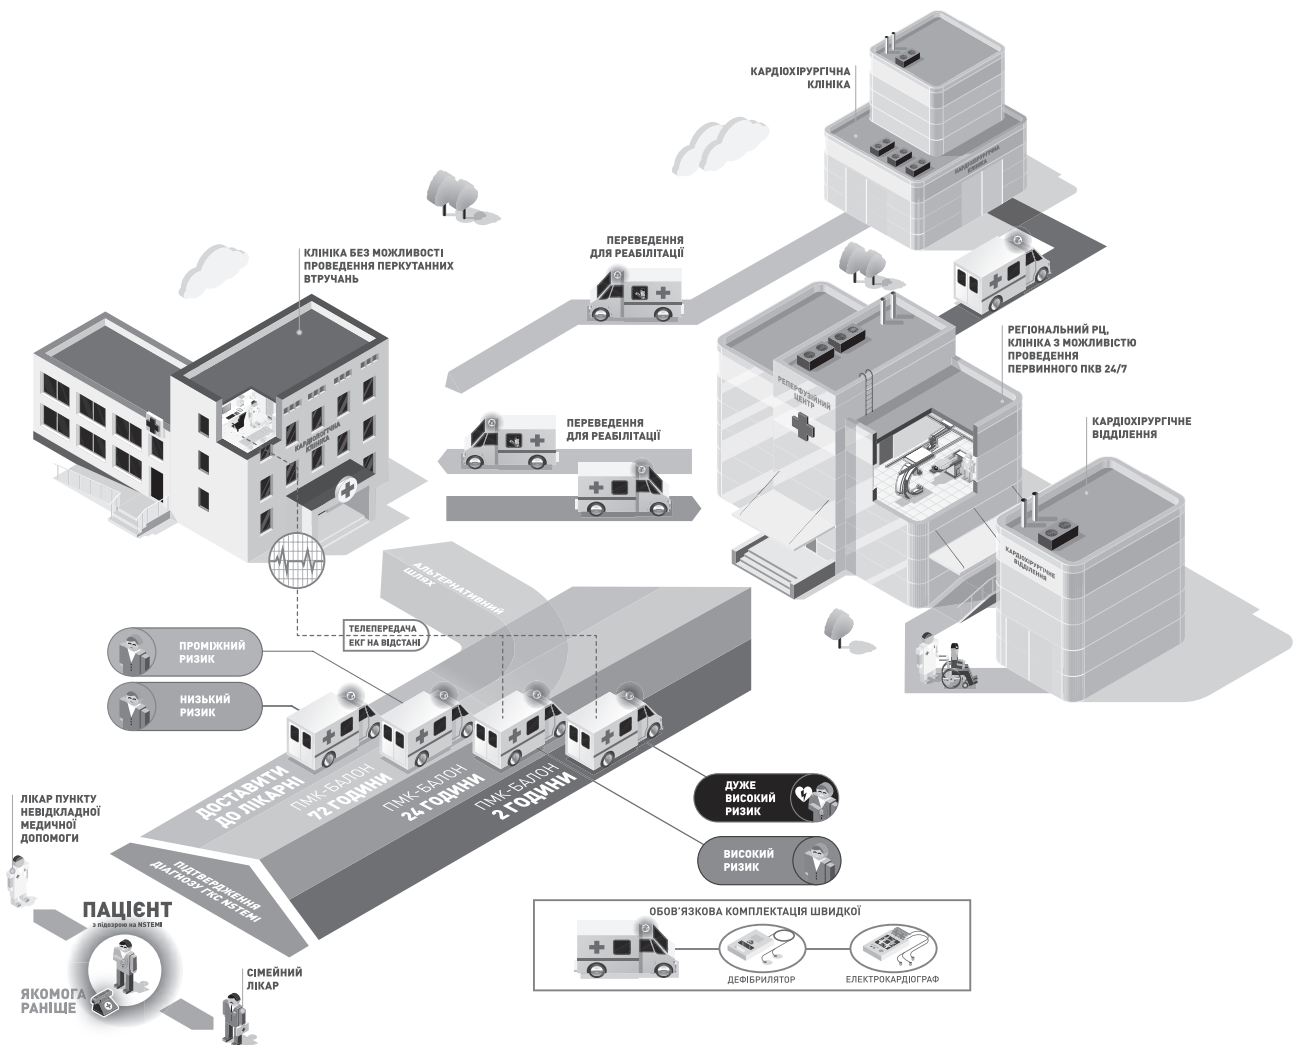 КАРДІОХІРУРГІЧНА
КЛІНІКА
КАРДІОХІРУРГІЧНА
КЛІНІКА
ПЕРЕВЕДЕННЯ
ДЛЯ РЕАБІЛІТАЦІЇ
КЛІНІКА БЕЗ МОЖЛИВОСТІ
ПРОВЕДЕННЯ ПЕРКУТАННИХ
ВТРУЧАНЬ
РЕГІОНАЛЬНИЙ РЦ,
КЛІНІКА З МОЖЛИВІСТЮ
ПРОВЕДЕННЯ
ПЕРВИННОГО ПКВ 24/7
РЕПЕРФУЗІЙНИЙ
ЦЕНТР
КАРДІОЛОГІЧНА
КЛІНІКА
ПЕРЕВЕДЕННЯ
ДЛЯ РЕАБІЛІТАЦІЇ
КАРДІОХІРУРГІЧНЕ
ВІДДІЛЕННЯ
КАРДІОХІРУРГІЧНЕ
ВІДДІЛЕННЯ
АЛЬТЕРНАТИВНИЙ
ШЛЯХ
ТЕЛЕПЕРЕДАЧА
ЕКГ НА ВІДСТАНІ
ПРОМІЖНИЙ
РИЗИК
НИЗЬКИЙ
РИЗИК
ДОСТАВИТИ
ДО ЛІКАРНІ
ПМК-БАЛОН
72 ГОДИНИ
ПМК-БАЛОН
24 ГОДИНИ
ПМК-БАЛОН
2 ГОДИНИ
ДУЖЕ
ВИСОКИЙ
РИЗИК
ВИСОКИЙ
РИЗИК
ЛІКАР ПУНКТУ
НЕВІДКЛАДНОЇ
МЕДИЧНОЇ
ДОПОМОГИ
ПІДТВЕРДЖЕННЯ
ДІАГНОЗУ ГКС NSTEMI
ПАЦІЄНТ
з підозрою на NSTEMI
ЯКОМОГА
РАНІШЕ
СІМЕЙНИЙ
ЛІКАР
ОБОВ'ЯЗКОВА КОМПЛЕКТАЦІЯ ШВИДКОЇ
ДЕФІБРИЛЯТОР
ЕЛЕКТРОКАРДІОГРАФ